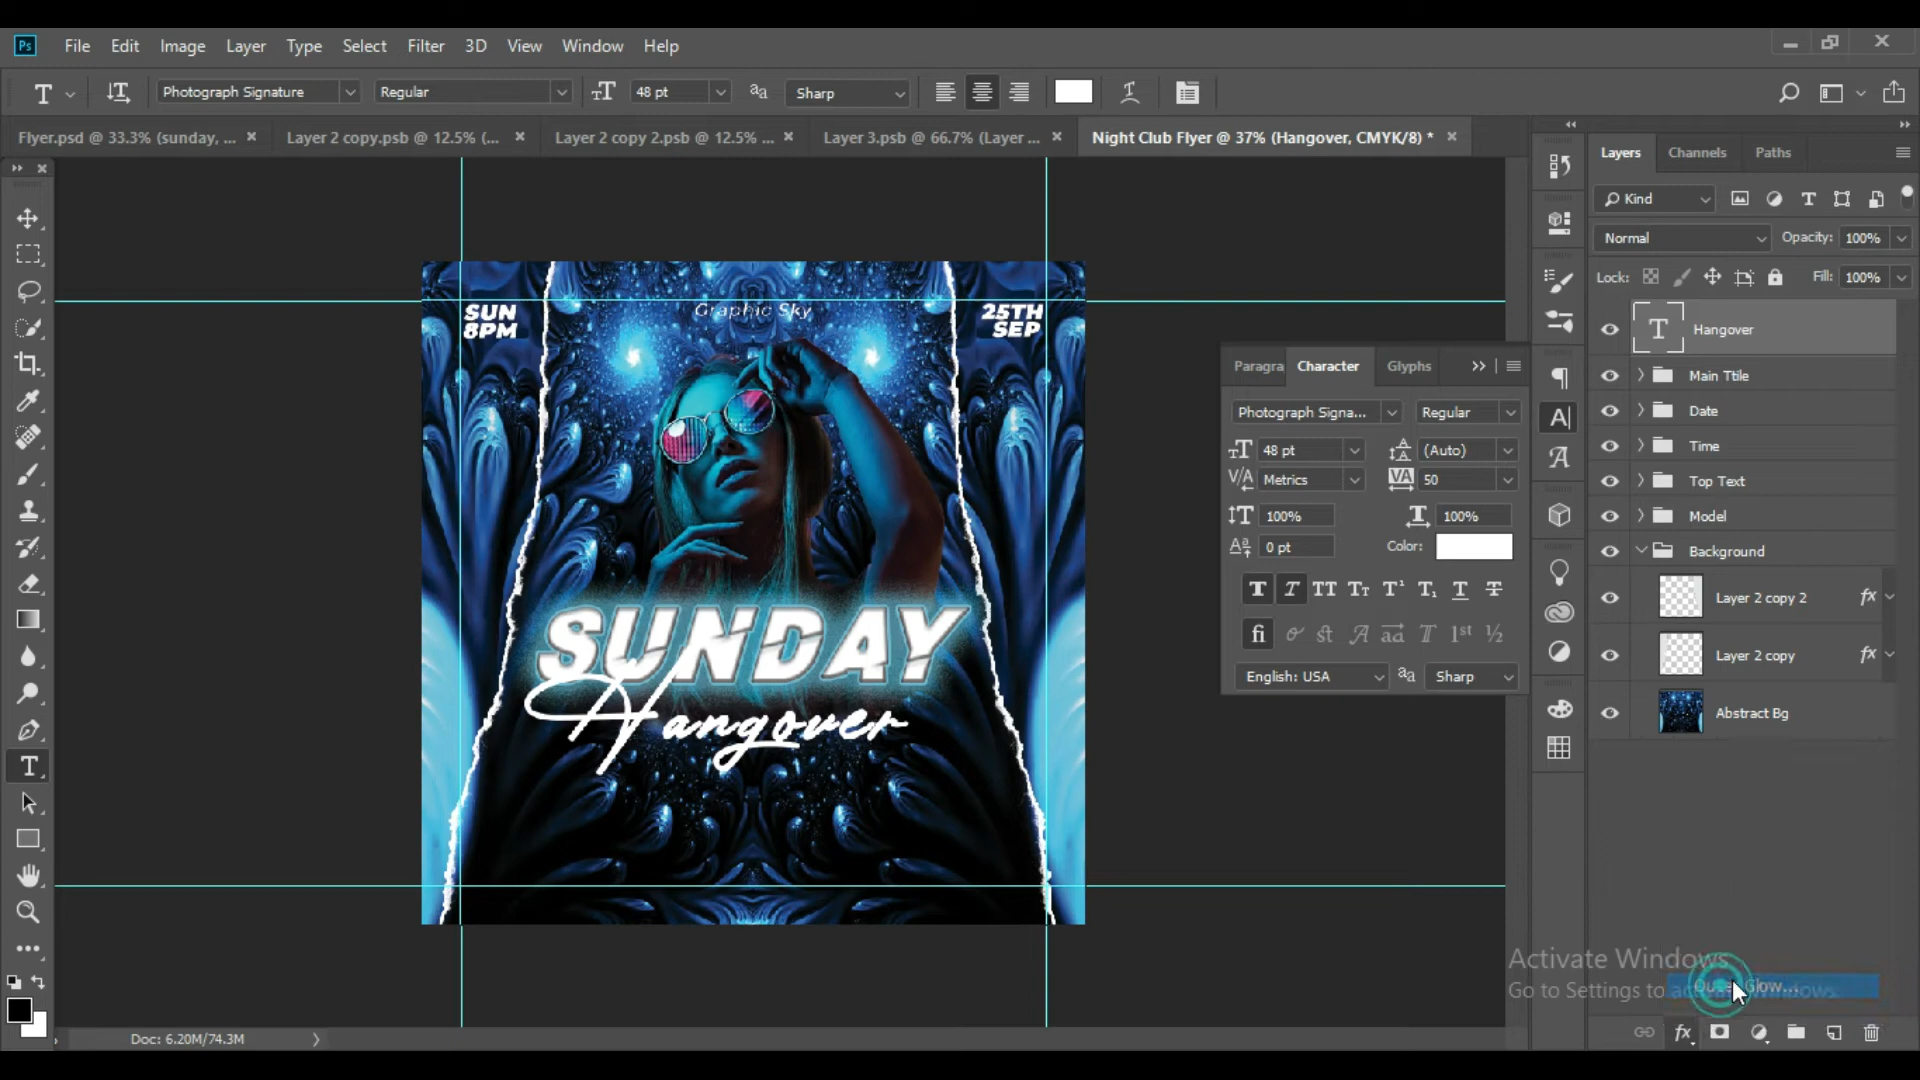 Ps File Edit Image Layer Type Select Filter 3D View Window Help
T Photograph Signature Regular 48 pt Sharp
Flyer.psd @ 33.3% (sunday, ... Layer 2 copy.psb @ 12.5% (... Layer 2 copy 2.psb @ 12.5% ... Layer 3.psb @ 66.7% (Layer ... Night Club Flyer @ 37% (Hangover, CMYK/8) *
Layers Channels Paths
Kind
Normal Opacity: 100%
Lock: Fill: 100%
Hangover
Main Ttile
Date
Time
Top Text
Model
Background
Layer 2 copy 2 fx
Layer 2 copy fx
Abstract Bg
SUN
8PM
Graphic Sky
25TH
SEP
SUNDAY
Hangover
Paragra Character Glyphs
Photograph Signa... Regular
48 pt (Auto)
Metrics 50
100% 100%
0 pt Color:
English: USA Sharp
Activate Windows
Go to Settings to activate Windows.
Outer Glow...
Doc: 6.20M/74.3M